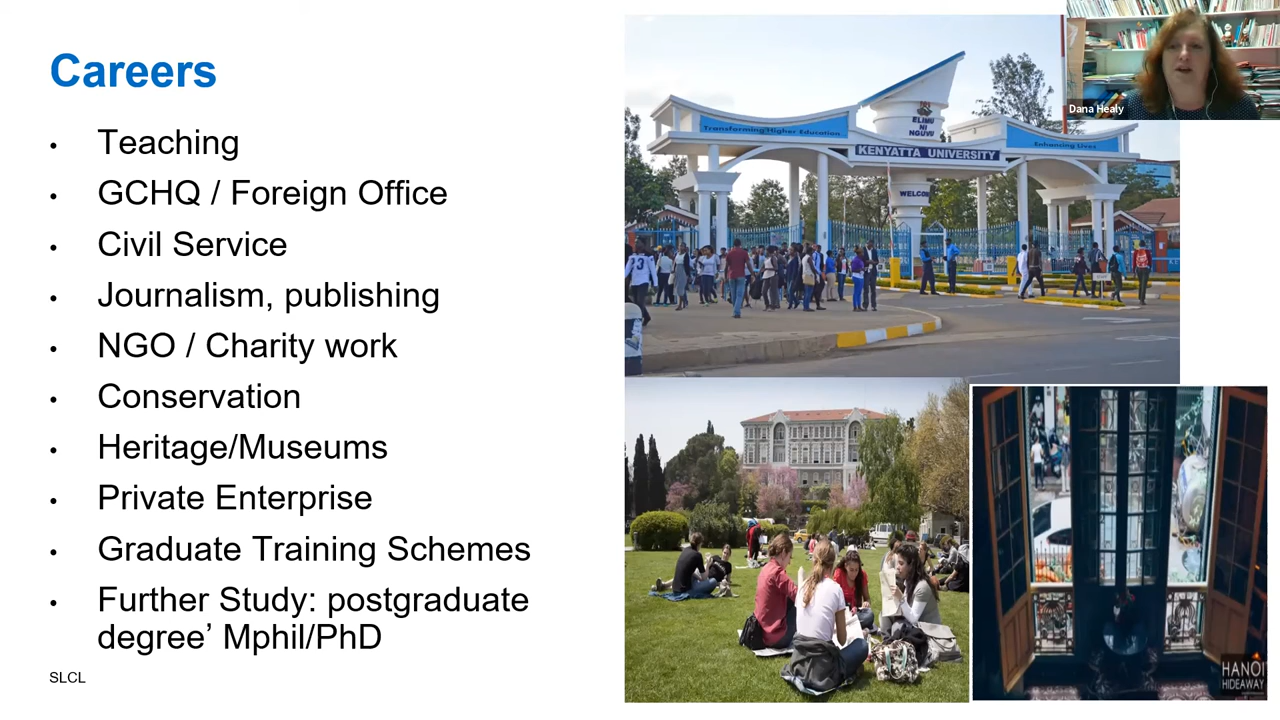 Careers
• Teaching
• GCHQ / Foreign Office
• Civil Service
• Journalism, publishing
• NGO / Charity work
• Conservation
• Heritage/Museums
• Private Enterprise
• Graduate Training Schemes
• Further Study: postgraduate
degree’ Mphil/PhD
SLCL
Transforming Higher Education
ELIMU
NI
NGUVU
Enhancing Lives
KENYATTA UNIVERSITY
WELCOM
Dana Healy
HANOI
HIDEAWAY